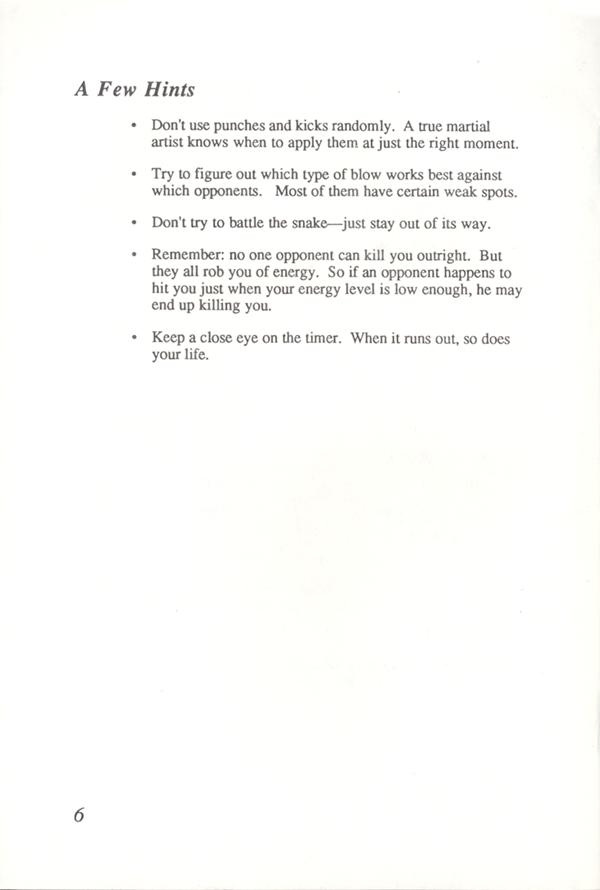 A Few Hints
• Don't use punches and kicks randomly. A true martial
artist knows when to apply them at just the right moment.
• Try to figure out which type of blow works best against
which opponents. Most of them have certain weak spots.
• Don't try to battle the snake—just stay out of its way.
• Remember: no one opponent can kill you outright. But
they all rob you of energy. So if an opponent happens to
hit you just when your energy level is low enough, he may
end up killing you.
• Keep a close eye on the timer. When it runs out, so does
your life.
6